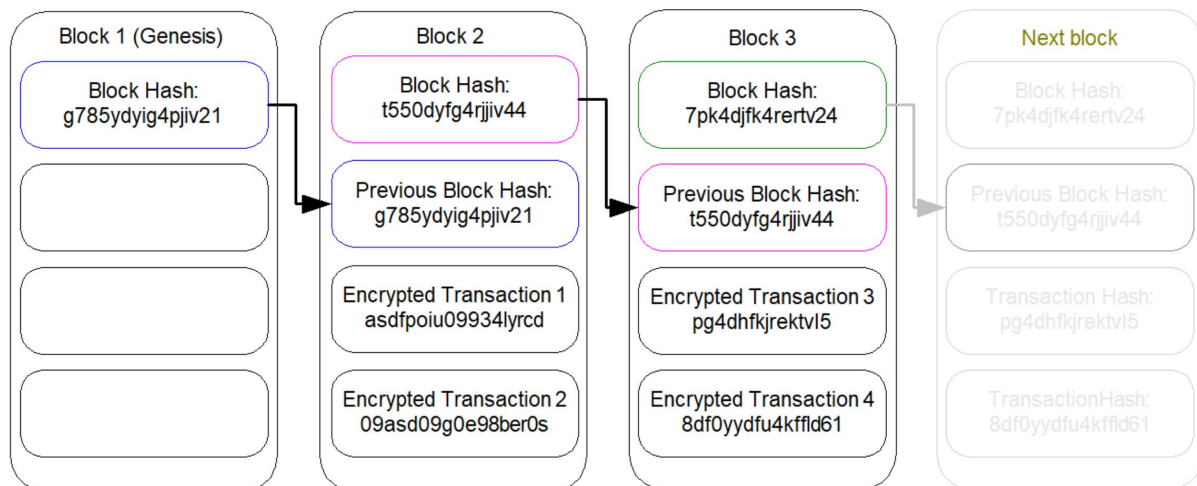 Block 1 (Genesis)
Block Hash:
g785ydyig4pjiv21
Block 2
Block Hash:
t550dyfg4rjjiv44
Previous Block Hash:
g785ydyig4pjiv21
Encrypted Transaction 1
asdfpoiu09934lyrcd
Encrypted Transaction 2
09asd09g0e98ber0s
Block 3
Block Hash:
7pk4djfk4rertv24
Previous Block Hash:
t550dyfg4rjjiv44
Encrypted Transaction 3
pg4dhfkjrektvl5
Encrypted Transaction 4
8df0yydfu4kffld61
Next block
Block Hash:
7pk4djfk4rertv24
Previous Block Hash:
t550dyfg4rjjiv44
Transaction Hash:
pg4dhfkjrektvl5
TransactionHash:
8df0yydfu4kffld61